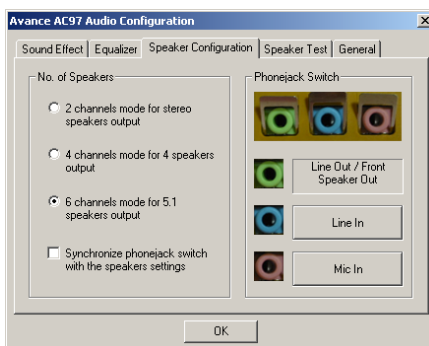 Avance AC97 Audio Configuration
Sound Effect
Equalizer
Speaker Configuration
Speaker Test
General
No. of Speakers
2 channels mode for stereo
speakers output
4 channels mode for 4 speakers
output
6 channels mode for 5.1
speakers output
Synchronize phonejack switch
with the speakers settings
Phonejack Switch
Line Out / Front
Speaker Out
Line In
Mic In
OK